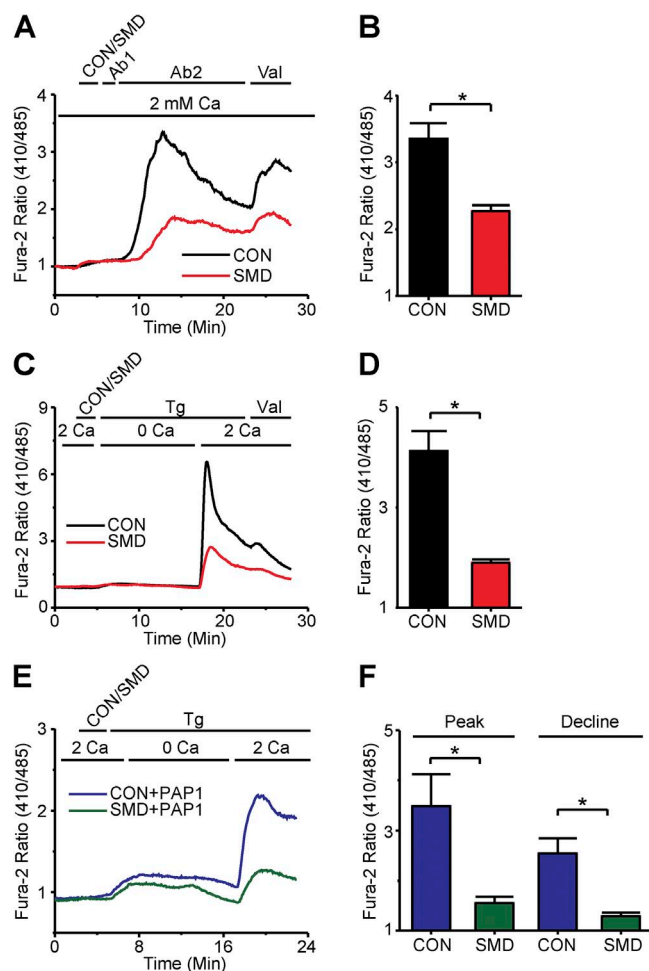 A
CON/SMD
Ab1
Ab2
Val
2 mM Ca
Fura-2 Ratio (410/485)
4
3
2
1
CON
SMD
0
10
20
30
Time (Min)
B
Fura-2 Ratio (410/485)
4
3
2
1
*
CON
SMD
C
CON/SMD
Tg
Val
2 Ca
0 Ca
2 Ca
Fura-2 Ratio (410/485)
9
6
3
0
CON
SMD
0
10
20
30
Time (Min)
D
Fura-2 Ratio (410/485)
5
3
1
*
CON
SMD
E
CON/SMD
Tg
2 Ca
0 Ca
2 Ca
Fura-2 Ratio (410/485)
3
2
1
CON+PAP1
SMD+PAP1
0
8
16
24
Time (Min)
F
Peak
Decline
Fura-2 Ratio (410/485)
5
3
1
*
*
CON
SMD
CON
SMD